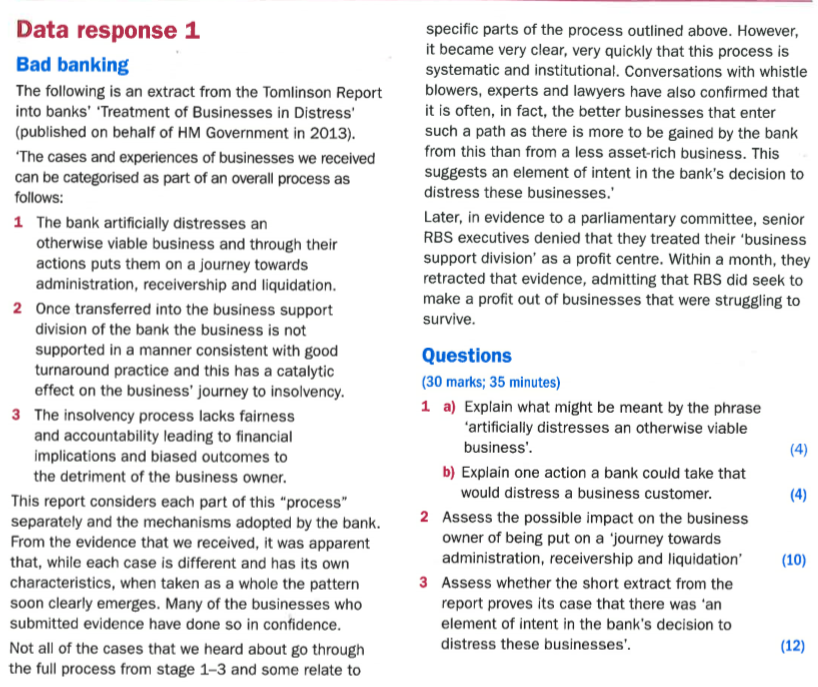 Data response 1
Bad banking
The following is an extract from the Tomlinson Report
into banks' 'Treatment of Businesses in Distress'
(published on behalf of HM Government in 2013).
'The cases and experiences of businesses we received
can be categorised as part of an overall process as
follows:
1 The bank artificially distresses an
otherwise viable business and through their
actions puts them on a journey towards
administration, receivership and liquidation.
2 Once transferred into the business support
division of the bank the business is not
supported in a manner consistent with good
turnaround practice and this has a catalytic
effect on the business' journey to insolvency.
3 The insolvency process lacks fairness
and accountability leading to financial
implications and biased outcomes to
the detriment of the business owner.
This report considers each part of this "process"
separately and the mechanisms adopted by the bank.
From the evidence that we received, it was apparent
that, while each case is different and has its own
characteristics, when taken as a whole the pattern
soon clearly emerges. Many of the businesses who
submitted evidence have done so in confidence.
Not all of the cases that we heard about go through
the full process from stage 1–3 and some relate to
specific parts of the process outlined above. However,
it became very clear, very quickly that this process is
systematic and institutional. Conversations with whistle
blowers, experts and lawyers have also confirmed that
it is often, in fact, the better businesses that enter
such a path as there is more to be gained by the bank
from this than from a less asset-rich business. This
suggests an element of intent in the bank's decision to
distress these businesses.'
Later, in evidence to a parliamentary committee, senior
RBS executives denied that they treated their 'business
support division' as a profit centre. Within a month, they
retracted that evidence, admitting that RBS did seek to
make a profit out of businesses that were struggling to
survive.
Questions
(30 marks; 35 minutes)
1 a) Explain what might be meant by the phrase
'artificially distresses an otherwise viable
business'. (4)
b) Explain one action a bank could take that
would distress a business customer. (4)
2 Assess the possible impact on the business
owner of being put on a 'journey towards
administration, receivership and liquidation' (10)
3 Assess whether the short extract from the
report proves its case that there was 'an
element of intent in the bank's decision to
distress these businesses'. (12)